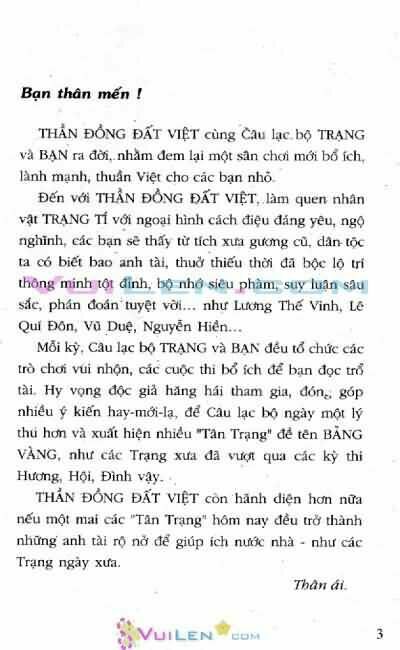 Bạn thân mến !
THẦN ĐỒNG ĐẤT VIỆT cùng Câu lạc bộ TRẠNG
và BẠN ra đời, nhằm đem lại một sân chơi mới bổ ích,
lành mạnh, thuần Việt cho các bạn nhỏ.
Đến với THẦN ĐỒNG ĐẤT VIỆT, làm quen nhân
vật TRẠNG TÍ với ngoại hình cách điệu đáng yêu, ngộ
nghĩnh, các bạn sẽ thấy từ tích xưa gương cũ, dân tộc
ta có biết bao anh tài, thuở thiếu thời đã bộc lộ trí
thông minh tột đỉnh, bộ nhớ siêu phàm, suy luận sâu
sắc, phán đoán tuyệt vời... như Lương Thế Vinh, Lê
Quí Đôn, Vũ Duệ, Nguyễn Hiền...
Mỗi kỳ, Câu lạc bộ TRẠNG và BẠN đều tổ chức các
trò chơi vui nhộn, các cuộc thi bổ ích để bạn đọc trổ
tài. Hy vọng độc giả hăng hái tham gia, đóng góp
nhiều ý kiến hay-mới-lạ, để Câu lạc bộ ngày một lý
thú hơn và xuất hiện nhiều "Tân Trạng" đề tên BẢNG
VÀNG, như các Trạng xưa đã vượt qua các kỳ thi
Hương, Hội, Đình vậy.
THẦN ĐỒNG ĐẤT VIỆT còn hãnh diện hơn nữa
nếu một mai các "Tân Trạng" hôm nay đều trở thành
những anh tài rộ nở để giúp ích nước nhà - như các
Trạng ngày xưa.
Thân ái.
VUILEN.COM
3
VUILEN.COM